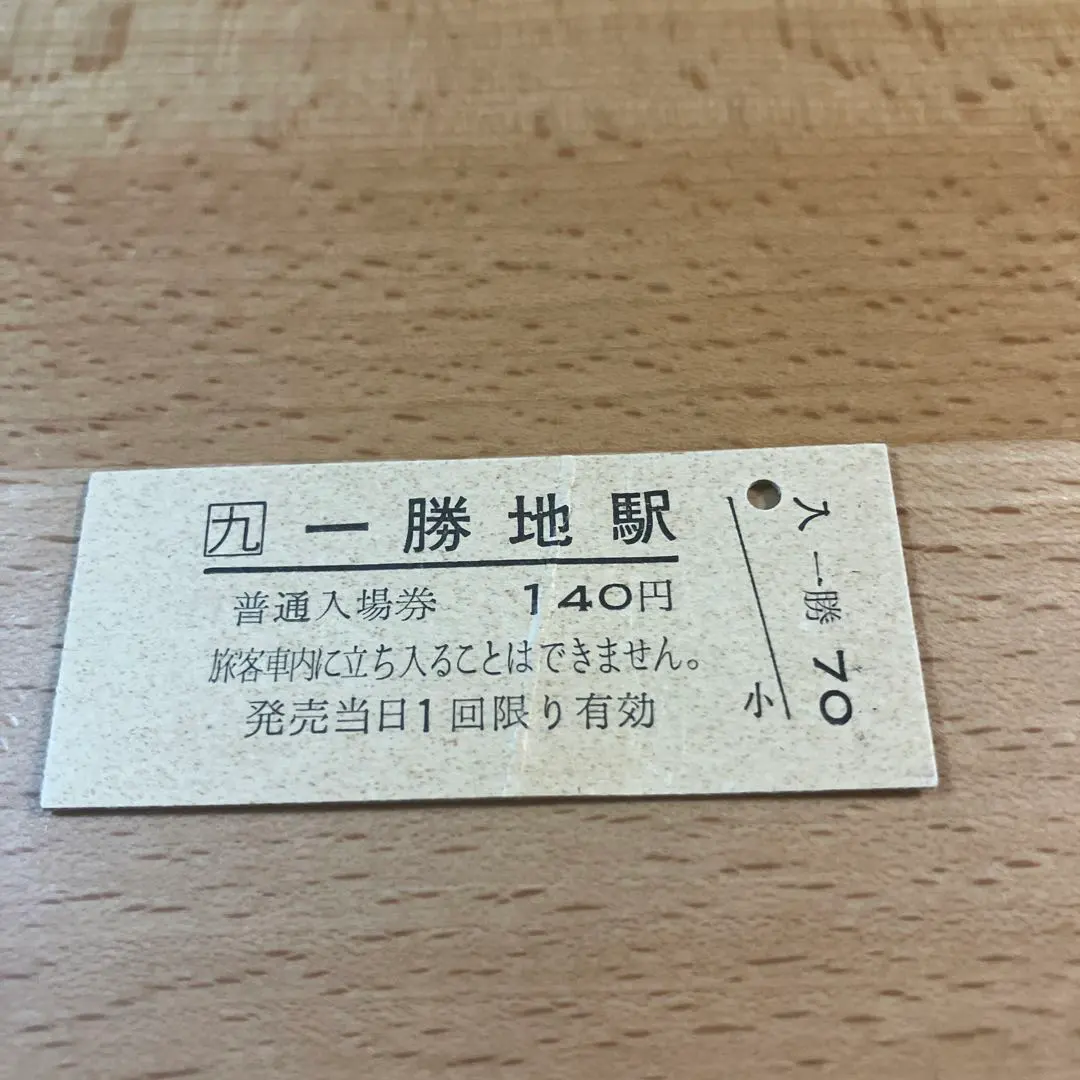 九 一勝地駅
普通入場券 140円
旅客車内に立ち入ることはできません。
発売当日1回限り有効
入 一勝 70
小